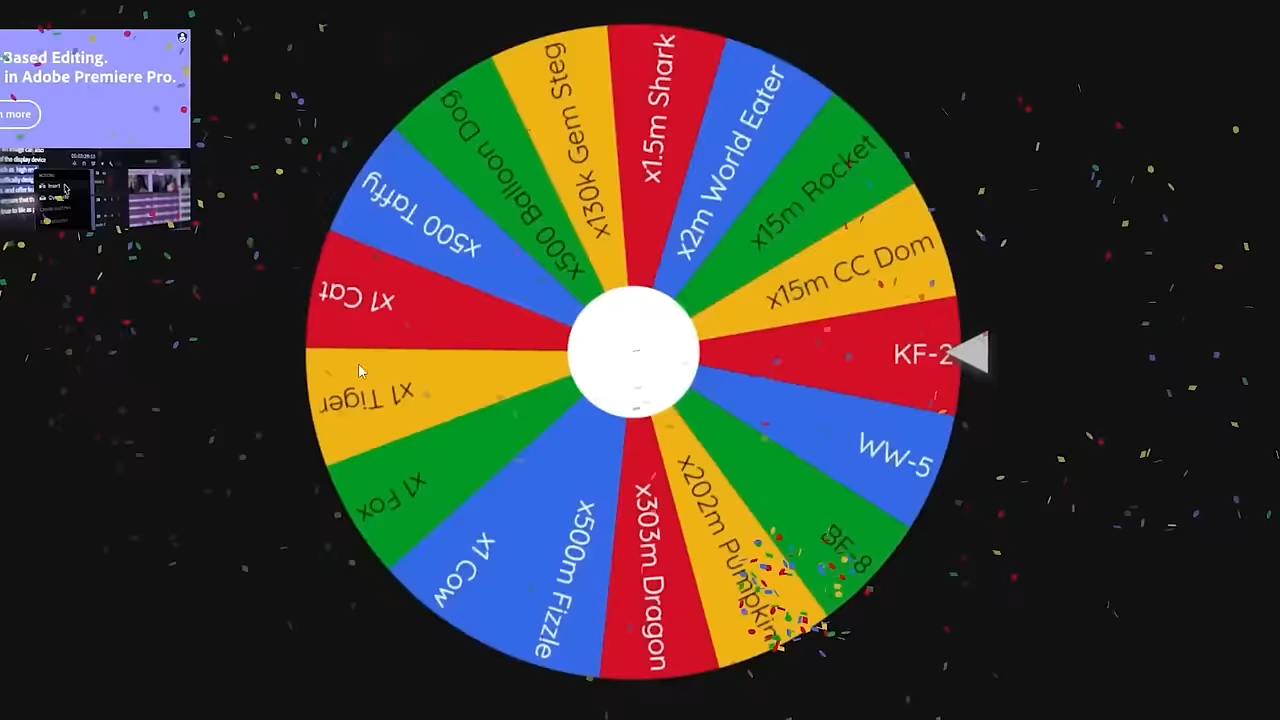 -Based Editing.
in Adobe Premiere Pro.
more
Insert
x1.5m Shark
x2m World Eater
x15m Rocket
x15m CC Dom
KF-2
WW-5
BF-8
x202m Pumpkin
x303m Dragon
x500m Fizzle
x1 Cow
x1 Fox
x1 Tiger
x1 Cat
x500 Taffy
x500 Balloon Dog
x130k Gem Steg